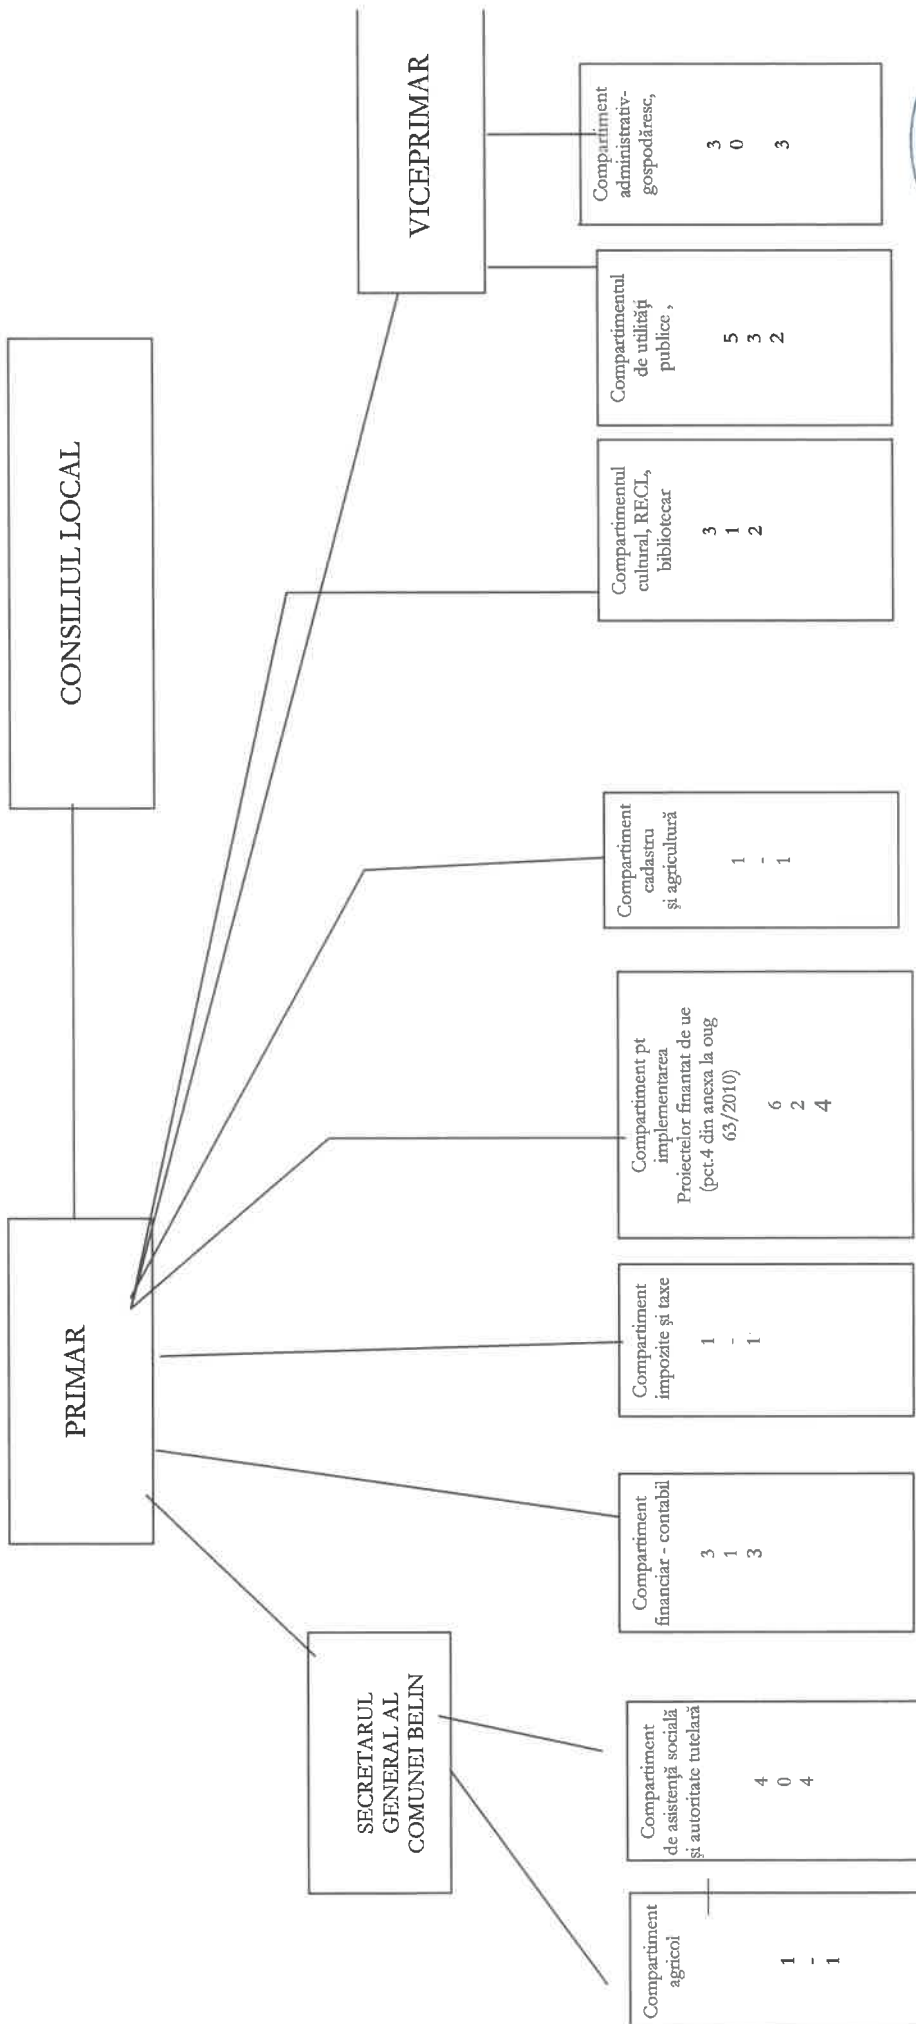 CONSILIUL LOCAL
PRIMAR
VICEPRIMAR
SECRETARUL
GENERAL AL
COMUNEI BELIN
Compartiment
agricol
1
-
1
Compartiment
de asistență socială
și autoritate tutelară
4
0
4
Compartiment
financiar - contabil
3
1
3
Compartiment
impozite și taxe
1
-
1
Compartiment pt
implementarea
Proiectelor finantat de ue
(pct.4 din anexa la oug
63/2010)
6
2
4
Compartiment
cadastru
și agricultură
1
-
1
Compartimentul
cultural, RECL,
bibliotecar
3
1
2
Compartimentul
de utilități
publice ,
5
3
2
Compartiment
administrativ-
gospodăresc,
3
0
3